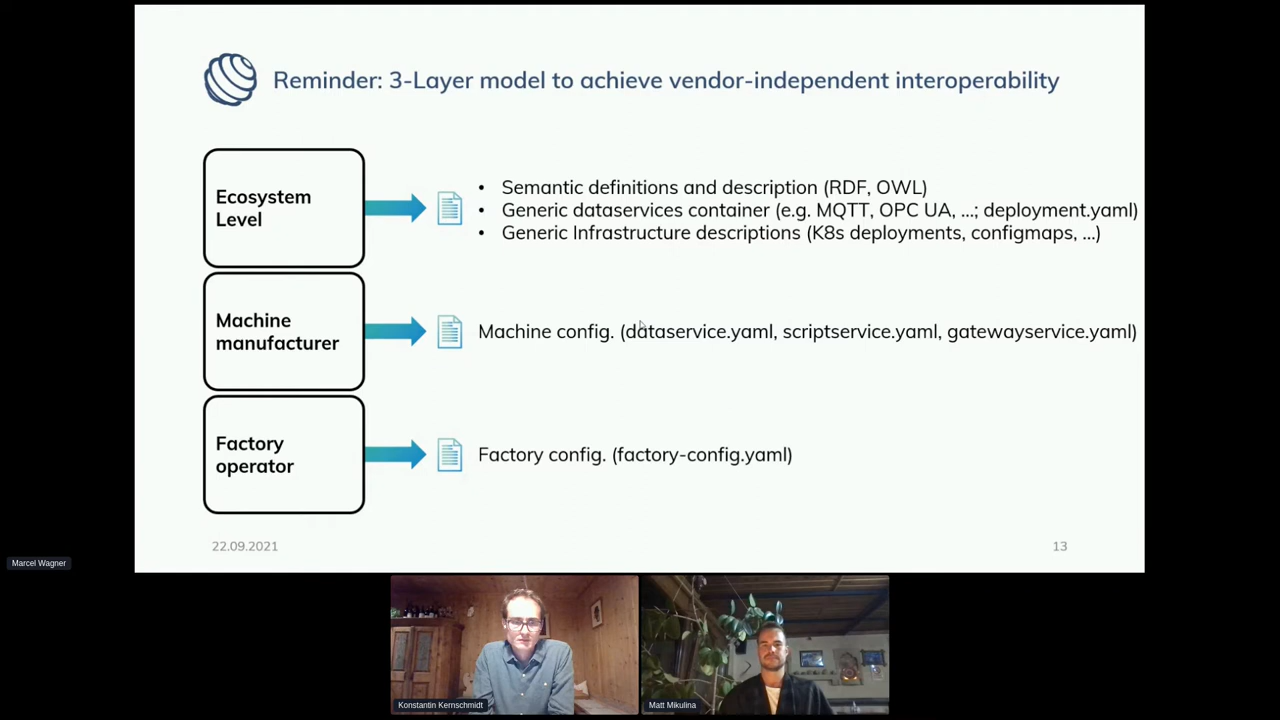 Reminder: 3-Layer model to achieve vendor-independent interoperability
Ecosystem
Level
• Semantic definitions and description (RDF, OWL)
• Generic dataservices container (e.g. MQTT, OPC UA, ...; deployment.yaml)
• Generic Infrastructure descriptions (K8s deployments, configmaps, ...)
Machine
manufacturer
Machine config. (dataservice.yaml, scriptservice.yaml, gatewayservice.yaml)
Factory
operator
Factory config. (factory-config.yaml)
22.09.2021
13
Marcel Wagner
Konstantin Kernschmidt
Matt Mikulina